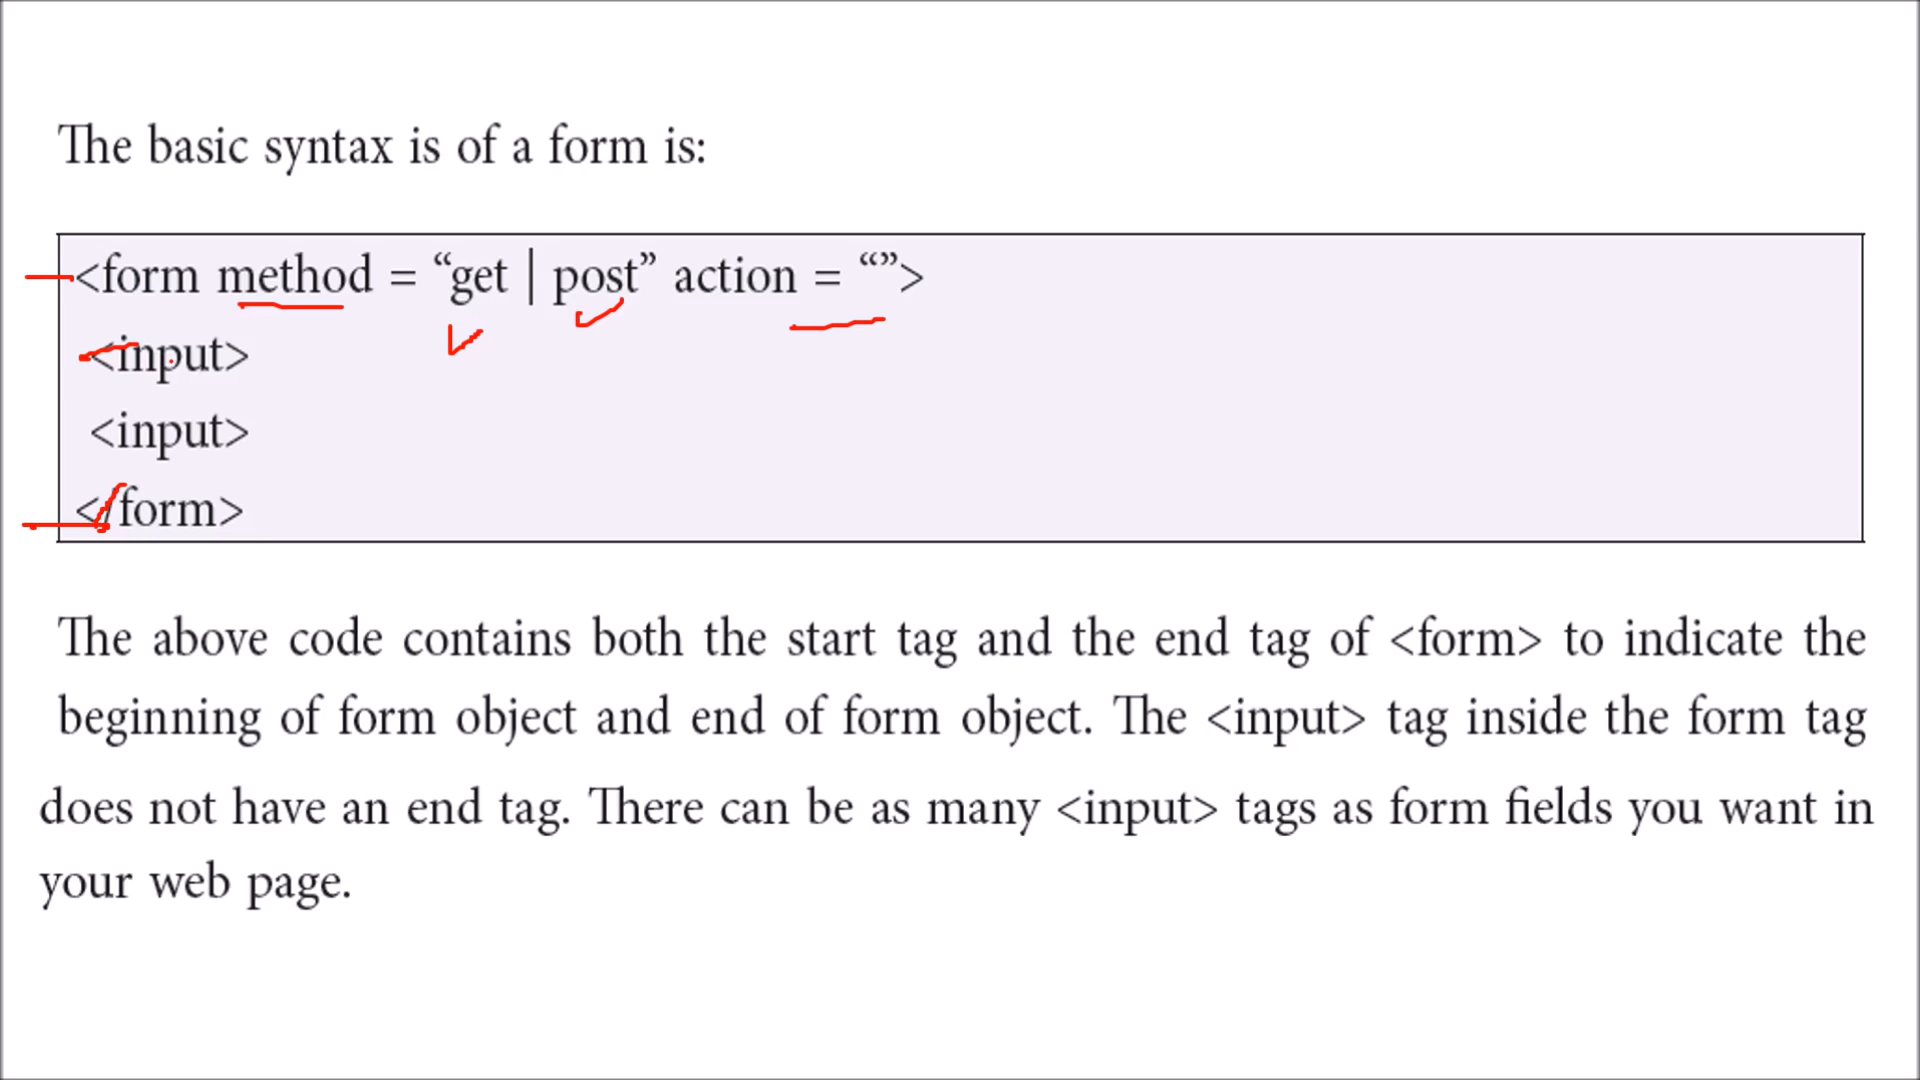 The basic syntax is of a form is:
<form method = “get | post” action = “”>
<input>
<input>
</form>
The above code contains both the start tag and the end tag of <form> to indicate the
beginning of form object and end of form object. The <input> tag inside the form tag
does not have an end tag. There can be as many <input> tags as form fields you want in
your web page.